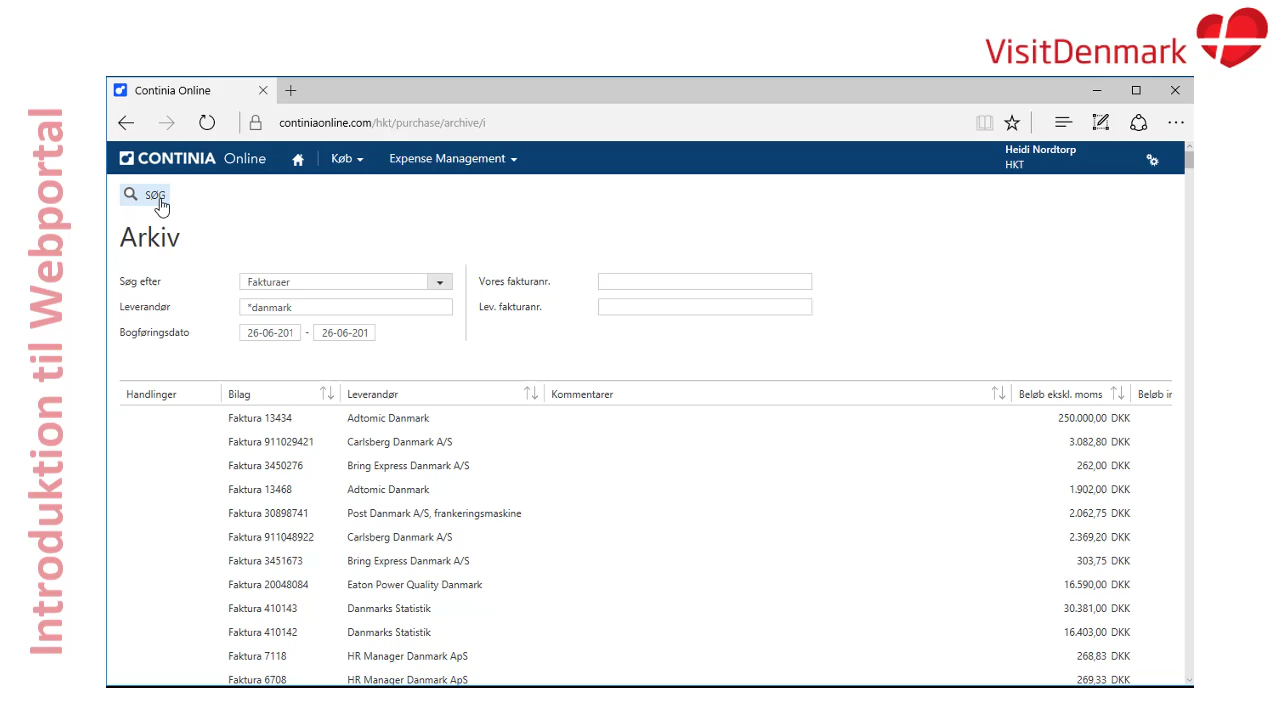 VisitDenmark
Introduktion til Webportal
Continia Online
continiaonline.com/hkt/purchase/archive/i
CONTINIA Online Køb Expense Management Heidi Nordtorp
HKT
SØG
Arkiv
Søg efter Fakturaer Vores fakturanr.
Leverandør *danmark Lev. fakturanr.
Bogføringsdato 26-06-201 - 26-06-201
Handlinger Bilag Leverandør Kommentarer Beløb ekskl. moms Beløb ir
Faktura 13434 Adtomic Danmark 250.000,00 DKK
Faktura 911029421 Carlsberg Danmark A/S 3.082,80 DKK
Faktura 3450276 Bring Express Danmark A/S 262,00 DKK
Faktura 13468 Adtomic Danmark 1.902,00 DKK
Faktura 30898741 Post Danmark A/S, frankeringsmaskine 2.062,75 DKK
Faktura 911048922 Carlsberg Danmark A/S 2.369,20 DKK
Faktura 3451673 Bring Express Danmark A/S 303,75 DKK
Faktura 20048084 Eaton Power Quality Danmark 16.590,00 DKK
Faktura 410143 Danmarks Statistik 30.381,00 DKK
Faktura 410142 Danmarks Statistik 16.403,00 DKK
Faktura 7118 HR Manager Danmark ApS 268,83 DKK
Faktura 6708 HR Manager Danmark ApS 269,33 DKK